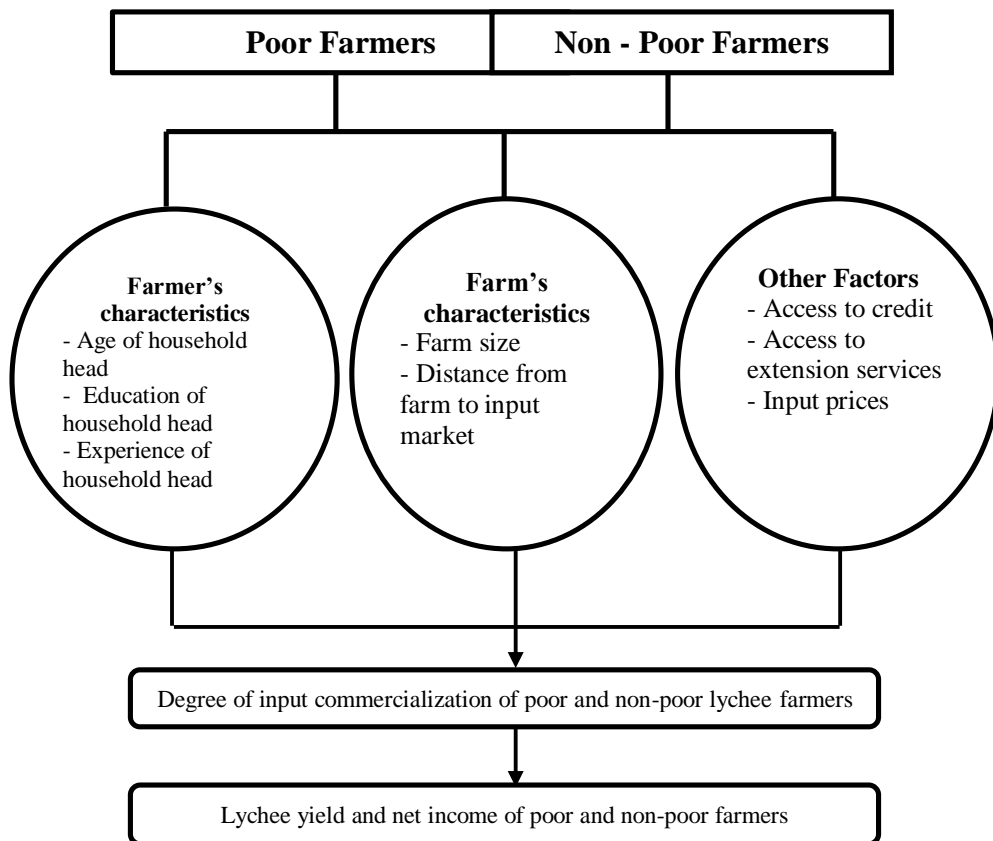 Poor Farmers
Non - Poor Farmers
Farmer's
characteristics
- Age of household
head
- Education of
household head
- Experience of
household head
Farm's
characteristics
- Farm size
- Distance from
farm to input
market
Other Factors
- Access to credit
- Access to
extension services
- Input prices
Degree of input commercialization of poor and non-poor lychee farmers
Lychee yield and net income of poor and non-poor farmers